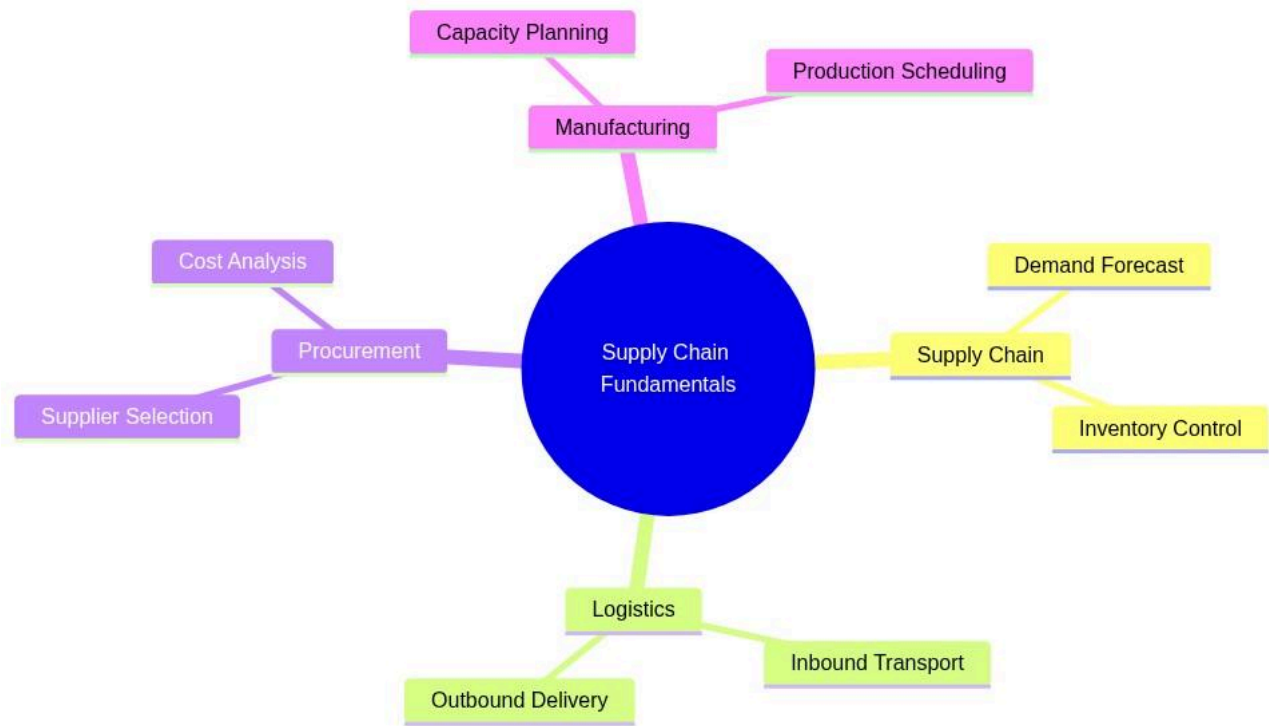 Capacity Planning
Production Scheduling
Manufacturing
Cost Analysis
Demand Forecast
Procurement
Supply Chain
Fundamentals
Supply Chain
Supplier Selection
Inventory Control
Logistics
Inbound Transport
Outbound Delivery